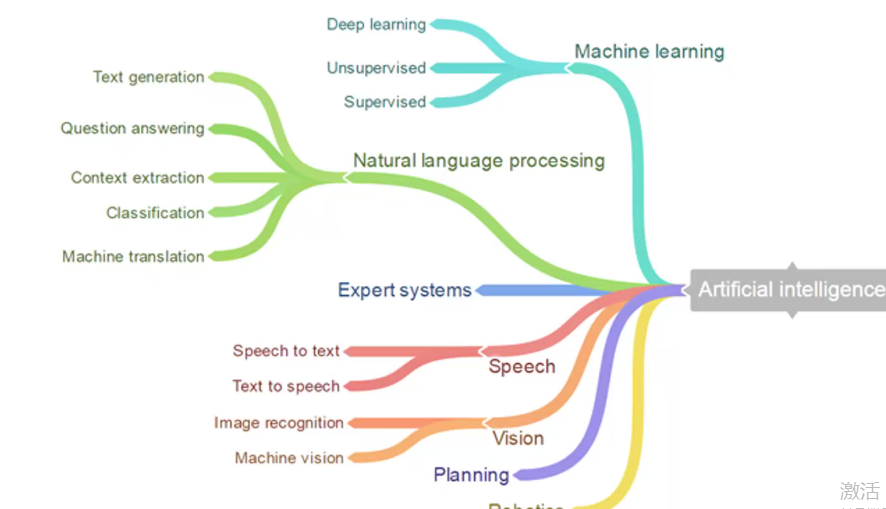 Deep learning
Machine learning
Unsupervised
Text generation
Supervised
Question answering
Natural language processing
Context extraction
Classification
Machine translation
Expert systems
Artificial intelligence
Speech to text
Speech
Text to speech
Image recognition
Vision
Machine vision
Planning
激活